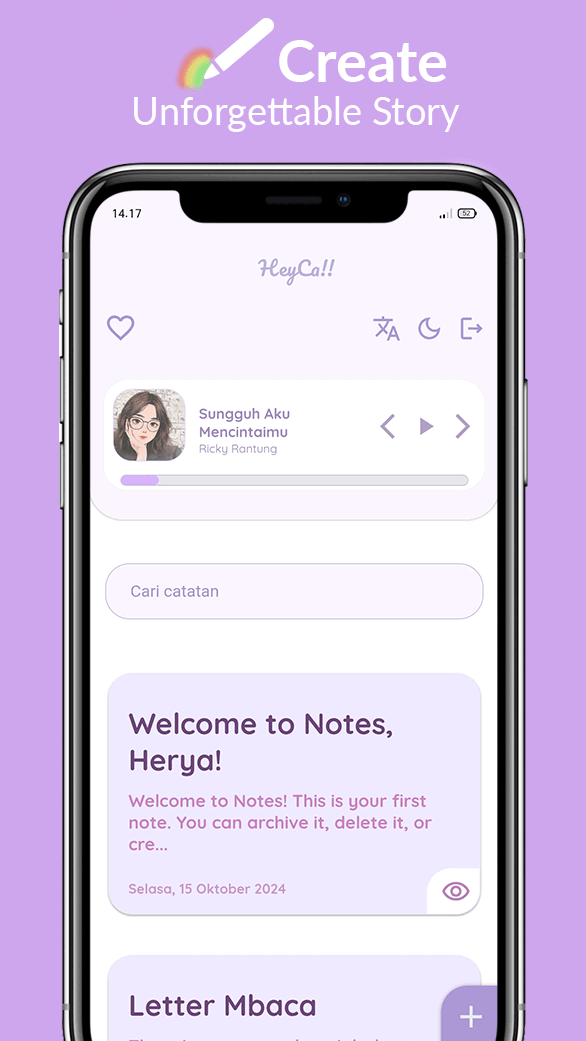 Create
Unforgettable Story
14.17
52
HeyCa!!
Sungguh Aku
Mencintaimu
Ricky Rantung
Cari catatan
Welcome to Notes,
Herya!
Welcome to Notes! This is your first
note. You can archive it, delete it, or
cre...
Selasa, 15 Oktober 2024
Letter Mbaca